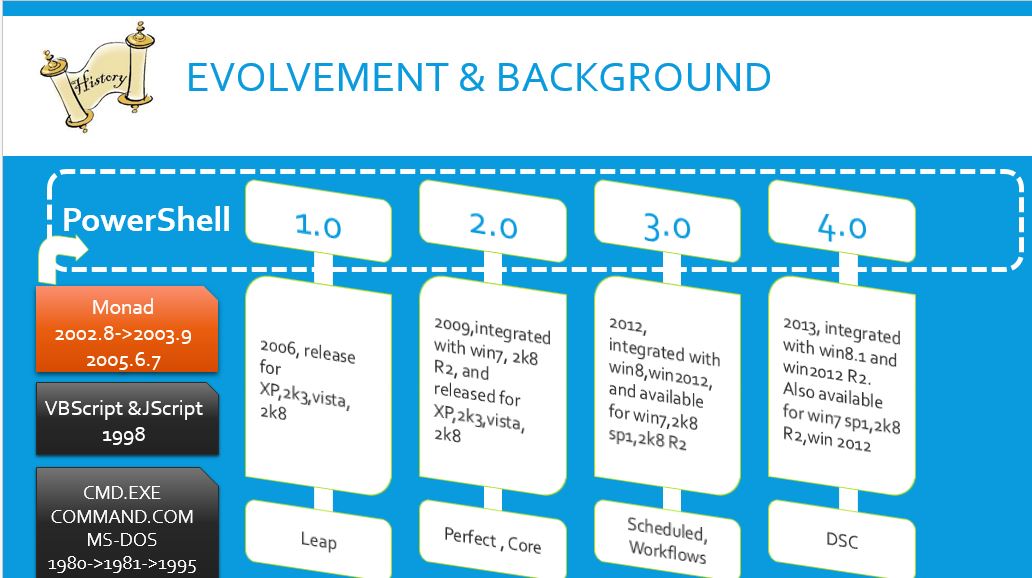 History
EVOLVEMENT & BACKGROUND
PowerShell
1.0
2.0
3.0
4.0
Monad
2002.8->2003.9
2005.6.7
VBScript &JScript
1998
CMD.EXE
COMMAND.COM
MS-DOS
1980->1981->1995
2006, release
for
XP,2k3,vista,
2k8
Leap
2009,integrated
with win7, 2k8
R2, and
released for
XP,2k3,vista,
2k8
Perfect , Core
2012,
integrated with
win8,win2012,
and available
for win7,2k8
sp1,2k8 R2
Scheduled,
Workflows
2013, integrated
with win8.1 and
win2012 R2.
Also available
for win7 sp1,2k8
R2,win 2012
DSC